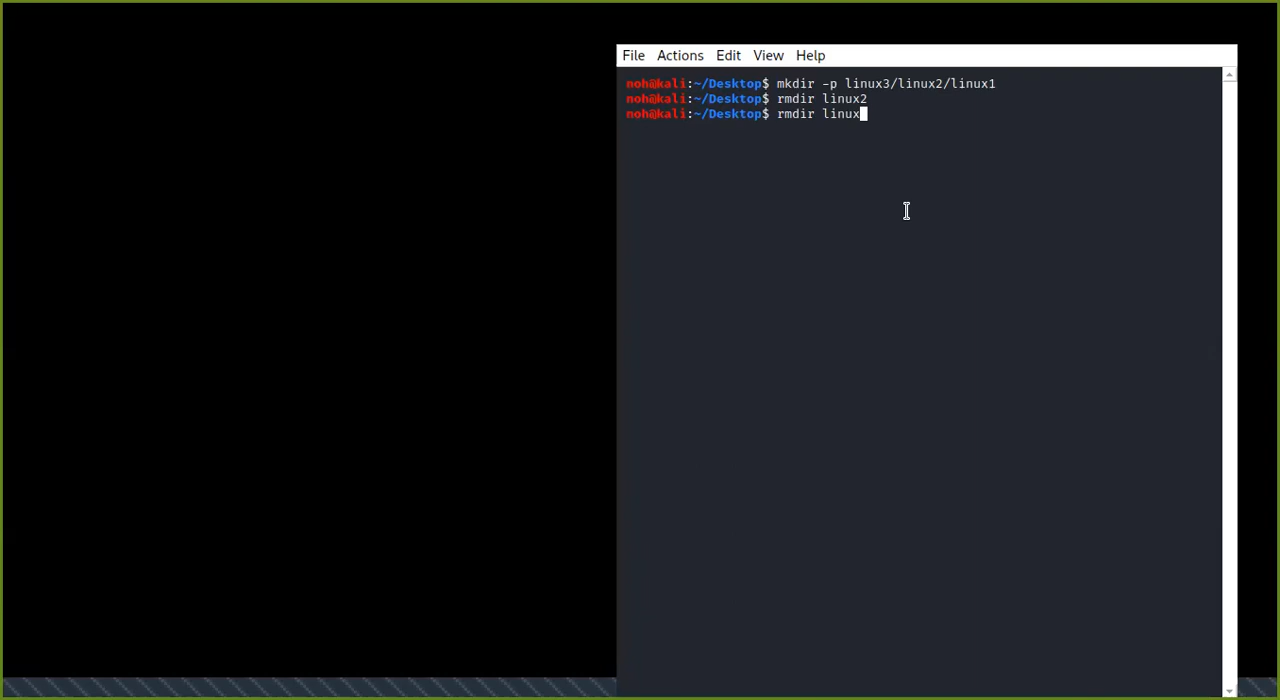 File Actions Edit View Help
noh@kali:~/Desktop$ mkdir -p linux3/linux2/linux1
noh@kali:~/Desktop$ rmdir linux2
noh@kali:~/Desktop$ rmdir linux